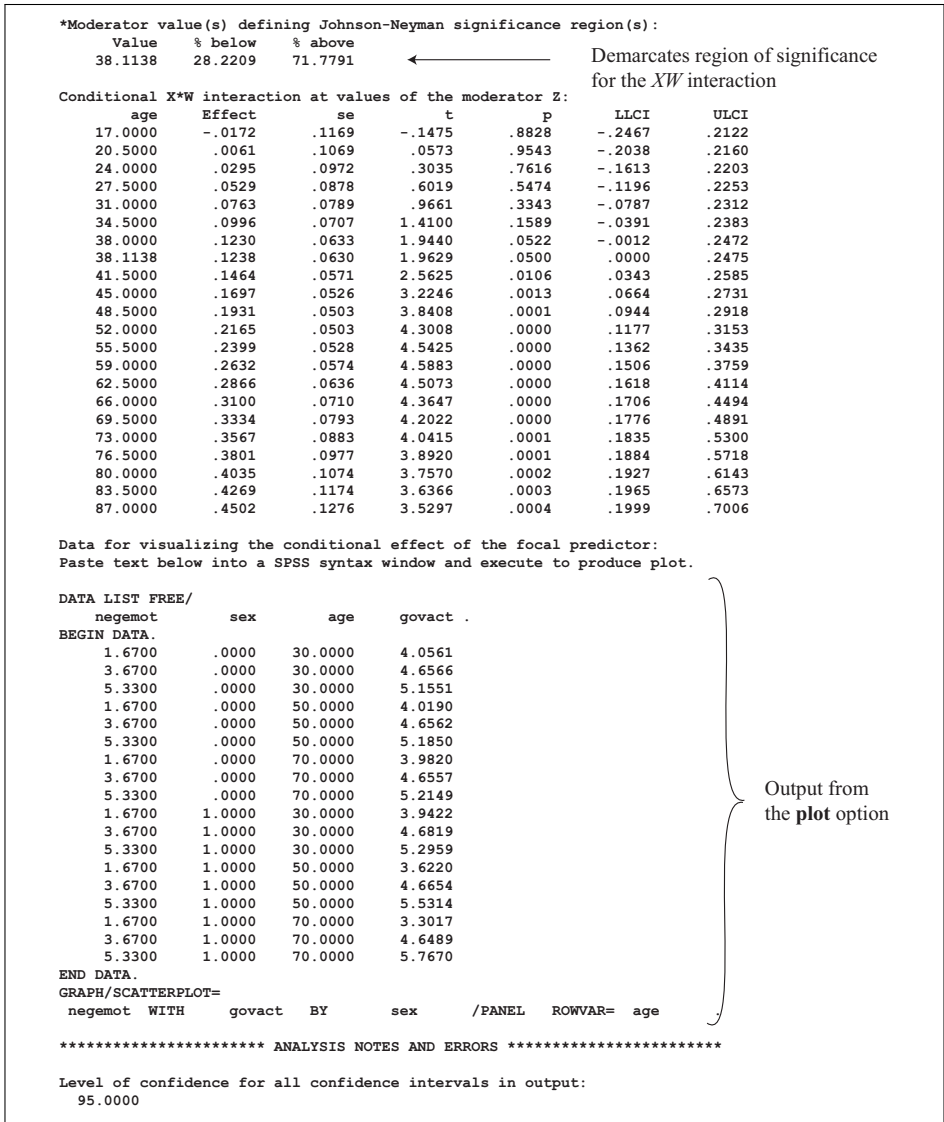 *Moderator value(s) defining Johnson-Neyman significance region(s):
Value % below % above
38.1138 28.2209 71.7791
Demarcates region of significance
for the XW interaction
Conditional X*W interaction at values of the moderator Z:
age Effect se t p LLCI ULCI
17.0000 -.0172 .1169 -.1475 .8828 -.2467 .2122
20.5000 .0061 .1069 .0573 .9543 -.2038 .2160
24.0000 .0295 .0972 .3035 .7616 -.1613 .2203
27.5000 .0529 .0878 .6019 .5474 -.1196 .2253
31.0000 .0763 .0789 .9661 .3343 -.0787 .2312
34.5000 .0996 .0707 1.4100 .1589 -.0391 .2383
38.0000 .1230 .0633 1.9440 .0522 -.0012 .2472
38.1138 .1238 .0630 1.9629 .0500 .0000 .2475
41.5000 .1464 .0571 2.5625 .0106 .0343 .2585
45.0000 .1697 .0526 3.2246 .0013 .0664 .2731
48.5000 .1931 .0503 3.8408 .0001 .0944 .2918
52.0000 .2165 .0503 4.3008 .0000 .1177 .3153
55.5000 .2399 .0528 4.5425 .0000 .1362 .3435
59.0000 .2632 .0574 4.5883 .0000 .1506 .3759
62.5000 .2866 .0636 4.5073 .0000 .1618 .4114
66.0000 .3100 .0710 4.3647 .0000 .1706 .4494
69.5000 .3334 .0793 4.2022 .0000 .1776 .4891
73.0000 .3567 .0883 4.0415 .0001 .1835 .5300
76.5000 .3801 .0977 3.8920 .0001 .1884 .5718
80.0000 .4035 .1074 3.7570 .0002 .1927 .6143
83.5000 .4269 .1174 3.6366 .0003 .1965 .6573
87.0000 .4502 .1276 3.5297 .0004 .1999 .7006
Data for visualizing the conditional effect of the focal predictor:
Paste text below into a SPSS syntax window and execute to produce plot.
DATA LIST FREE/
negemot sex age govact .
BEGIN DATA.
1.6700 .0000 30.0000 4.0561
3.6700 .0000 30.0000 4.6566
5.3300 .0000 30.0000 5.1551
1.6700 .0000 50.0000 4.0190
3.6700 .0000 50.0000 4.6562
5.3300 .0000 50.0000 5.1850
1.6700 .0000 70.0000 3.9820
3.6700 .0000 70.0000 4.6557
5.3300 .0000 70.0000 5.2149
1.6700 1.0000 30.0000 3.9422
3.6700 1.0000 30.0000 4.6819
5.3300 1.0000 30.0000 5.2959
1.6700 1.0000 50.0000 3.6220
3.6700 1.0000 50.0000 4.6654
5.3300 1.0000 50.0000 5.5314
1.6700 1.0000 70.0000 3.3017
3.6700 1.0000 70.0000 4.6489
5.3300 1.0000 70.0000 5.7670
Output from
the plot option
END DATA.
GRAPH/SCATTERPLOT=
negemot WITH govact BY sex /PANEL ROWVAR= age .
*********************** ANALYSIS NOTES AND ERRORS ************************
Level of confidence for all confidence intervals in output:
95.0000